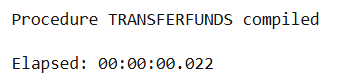 Procedure TRANSFERFUNDS compiled
Elapsed: 00:00:00.022